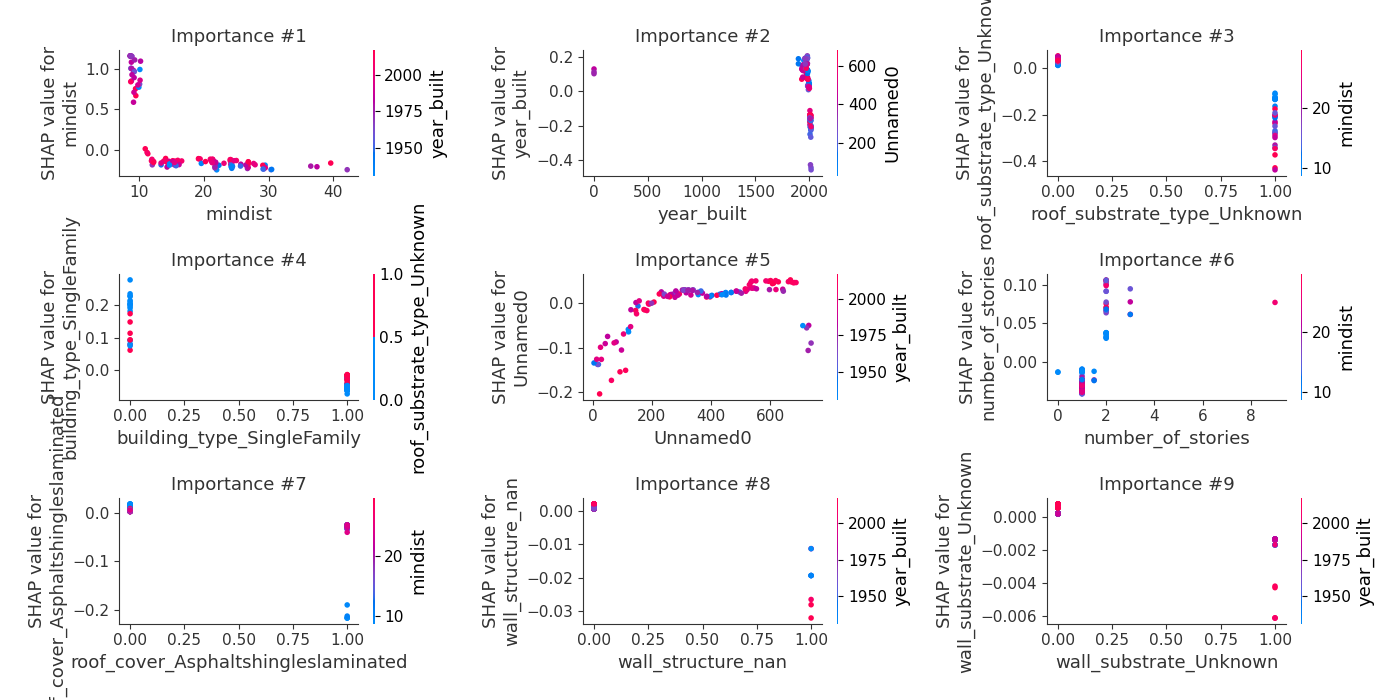 Importance #1
SHAP value for
mindist
1.0
0.5
0.0
10
20
30
40
mindist
2000
1975
1950
year_built
Importance #2
SHAP value for
year_built
0.2
0.0
−0.2
−0.4
0
500
1000
1500
2000
year_built
600
400
200
Unnamed0
Importance #3
SHAP value for
roof_substrate_type_Unknown
0.0
−0.2
−0.4
0.00
0.25
0.50
0.75
1.00
roof_substrate_type_Unknown
20
10
mindist
Importance #4
SHAP value for
building_type_SingleFamily
0.2
0.1
0.0
0.00
0.25
0.50
0.75
1.00
building_type_SingleFamily
1.0
0.5
0.0
roof_substrate_type_Unknown
Importance #5
SHAP value for
Unnamed0
0.0
−0.1
−0.2
0
200
400
600
Unnamed0
2000
1975
1950
year_built
Importance #6
SHAP value for
number_of_stories
0.10
0.05
0.00
0
2
4
6
8
number_of_stories
20
10
mindist
Importance #7
SHAP value for
_cover_Asphaltshingleslaminated
0.0
−0.1
−0.2
0.00
0.25
0.50
0.75
1.00
roof_cover_Asphaltshingleslaminated
20
10
mindist
Importance #8
SHAP value for
wall_structure_nan
0.00
−0.01
−0.02
−0.03
0.00
0.25
0.50
0.75
1.00
wall_structure_nan
2000
1975
1950
year_built
Importance #9
SHAP value for
wall_substrate_Unknown
0.000
−0.002
−0.004
−0.006
0.00
0.25
0.50
0.75
1.00
wall_substrate_Unknown
2000
1975
1950
year_built